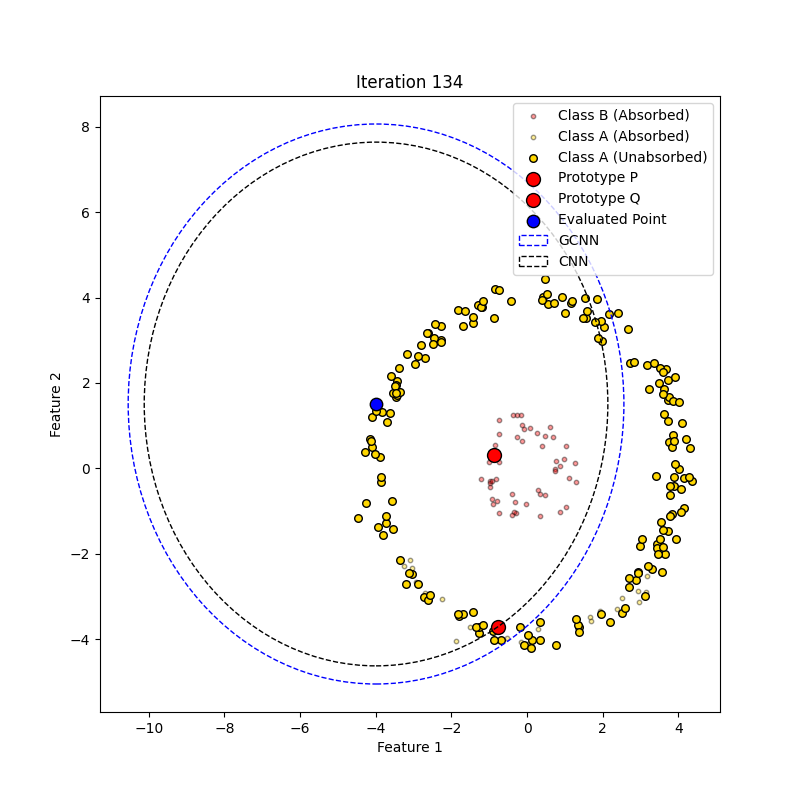 Iteration 134
Class B (Absorbed)
Class A (Absorbed)
Class A (Unabsorbed)
Prototype P
Prototype Q
Evaluated Point
GCNN
CNN
8
6
4
2
0
−2
−4
Feature 2
−10 −8 −6 −4 −2 0 2 4
Feature 1